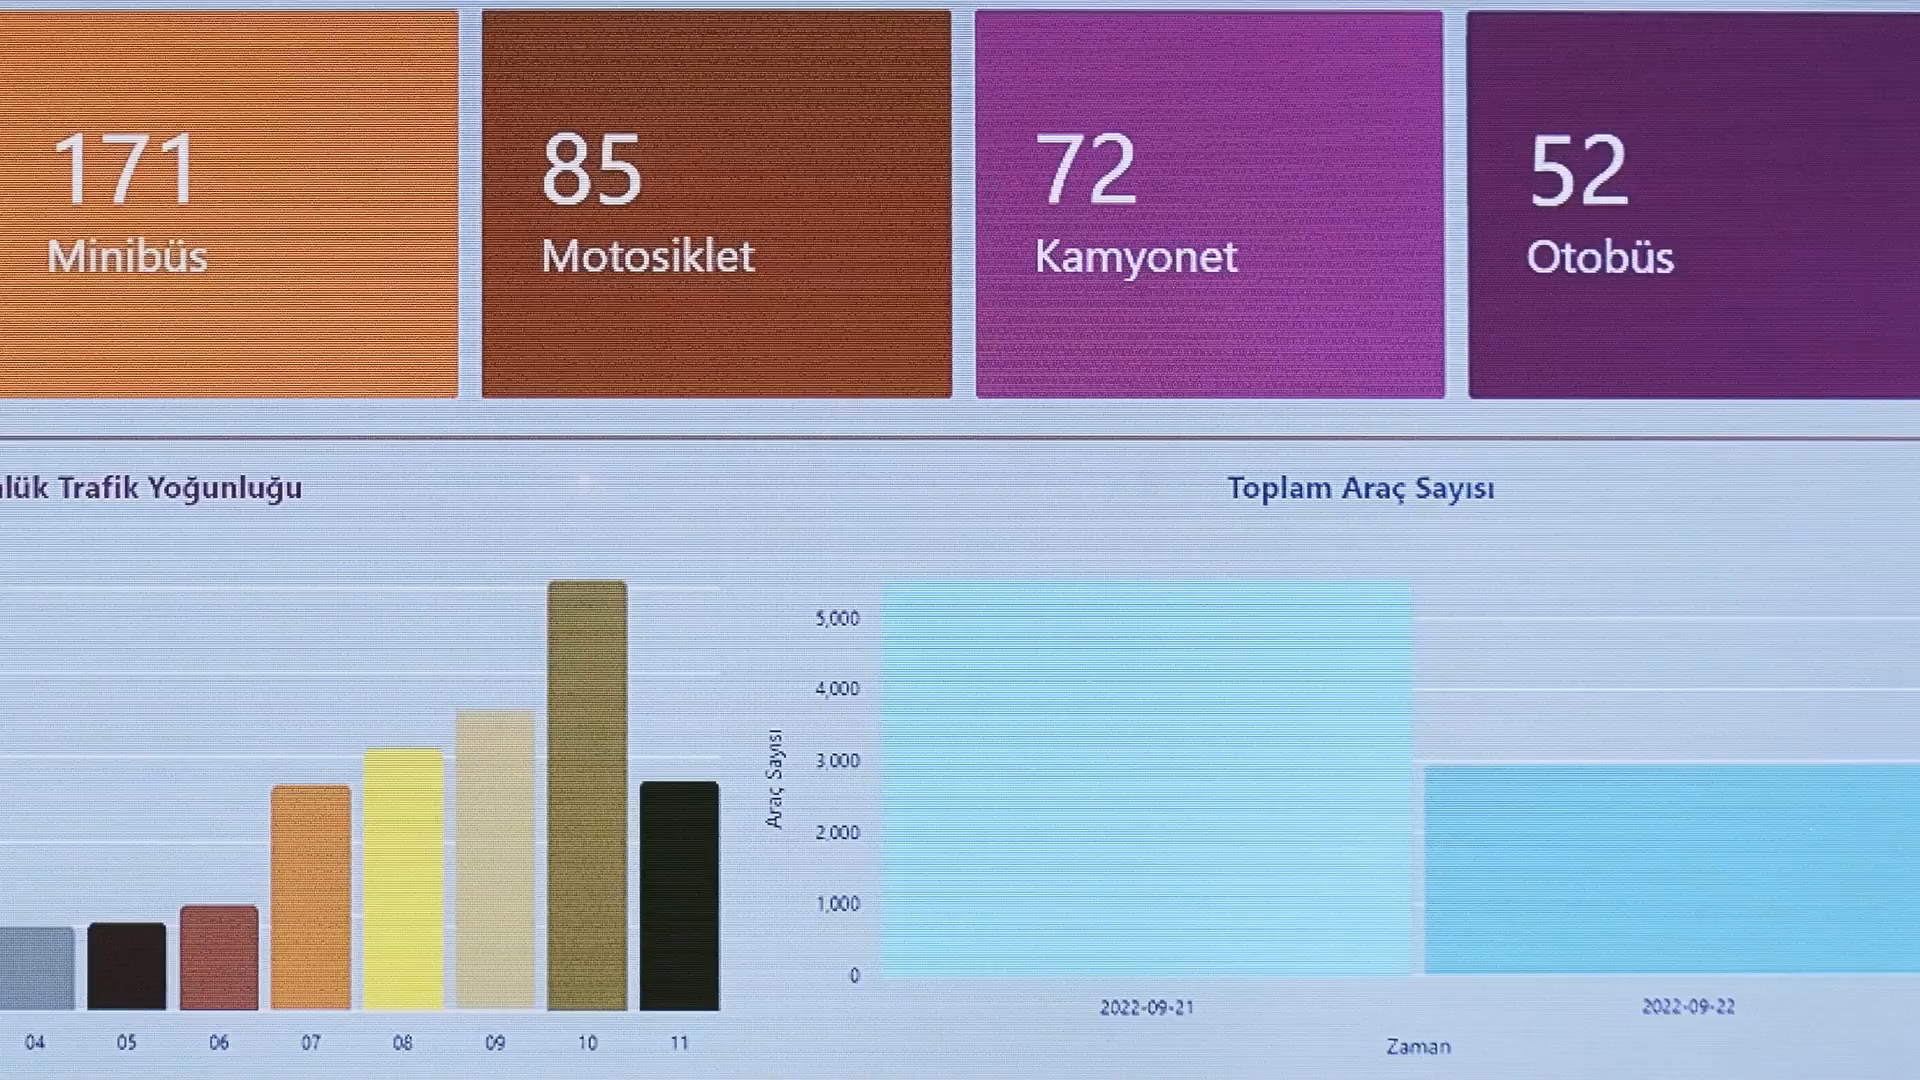 171
Minibüs
85
Motosiklet
72
Kamyonet
52
Otobüs
Trafik Yoğunluğu
04 05 06 07 08 09 10 11
Toplam Araç Sayısı
Araç Sayısı
5,000
4,000
3,000
2,000
1,000
0
2022-09-21 2022-09-22
Zaman